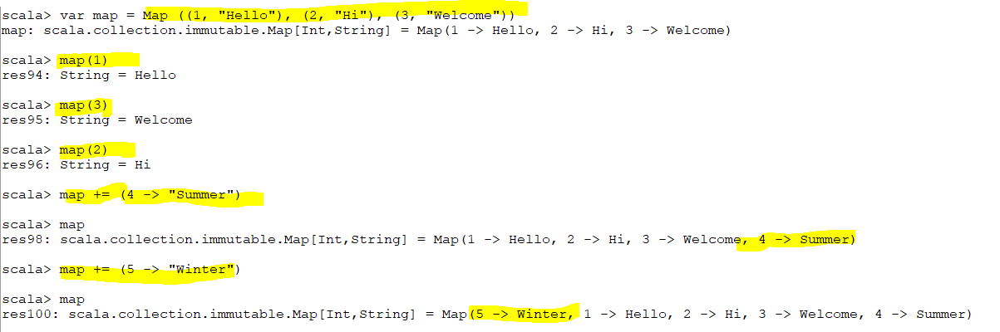 scala> var map = Map ((1, "Hello"), (2, "Hi"), (3, "Welcome"))
map: scala.collection.immutable.Map[Int,String] = Map(1 -> Hello, 2 -> Hi, 3 -> Welcome)
scala> map(1)
res94: String = Hello
scala> map(3)
res95: String = Welcome
scala> map(2)
res96: String = Hi
scala> map += (4 -> "Summer")
scala> map
res98: scala.collection.immutable.Map[Int,String] = Map(1 -> Hello, 2 -> Hi, 3 -> Welcome, 4 -> Summer)
scala> map += (5 -> "Winter")
scala> map
res100: scala.collection.immutable.Map[Int,String] = Map(5 -> Winter, 1 -> Hello, 2 -> Hi, 3 -> Welcome, 4 -> Summer)